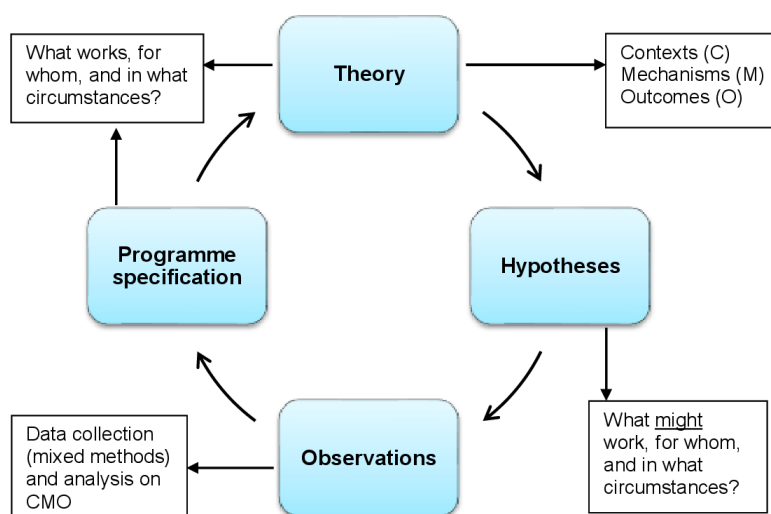 What works, for
whom, and in what
circumstances?
Theory
Contexts (C)
Mechanisms (M)
Outcomes (O)
Programme
specification
Hypotheses
Data collection
(mixed methods)
and analysis on
CMO
Observations
What might
work, for whom,
and in what
circumstances?